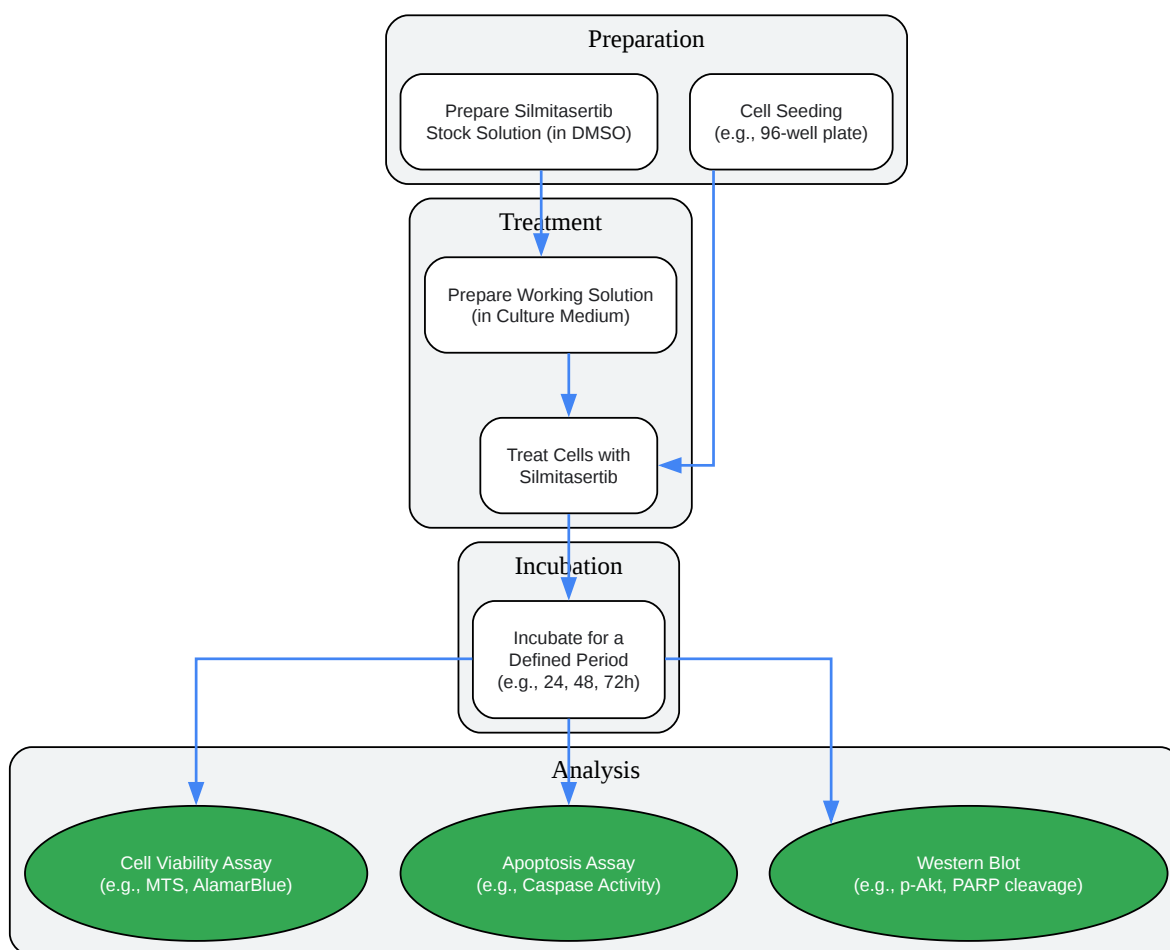 Preparation
Prepare Silmitasertib
Stock Solution (in DMSO)
Cell Seeding
(e.g., 96-well plate)
Treatment
Prepare Working Solution
(in Culture Medium)
Treat Cells with
Silmitasertib
Incubation
Incubate for a
Defined Period
(e.g., 24, 48, 72h)
Analysis
Cell Viability Assay
(e.g., MTS, AlamarBlue)
Apoptosis Assay
(e.g., Caspase Activity)
Western Blot
(e.g., p-Akt, PARP cleavage)